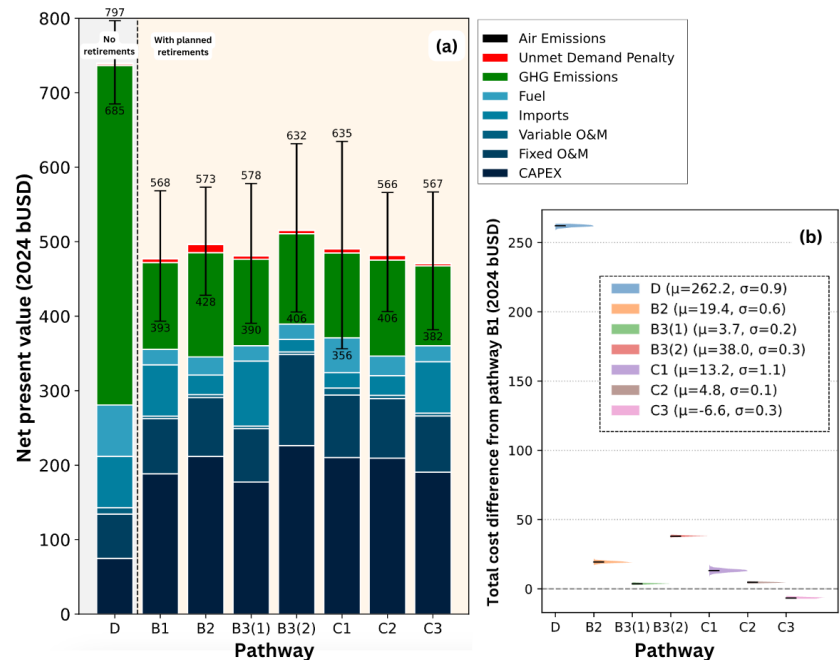 800
700
600
500
400
300
200
100
0
Net present value (2024 bUSD)
No
retirements
With planned
retirements
(a)
797
685
568
393
573
428
578
390
632
406
635
356
566
406
567
382
D
B1
B2
B3(1)
B3(2)
C1
C2
C3
Pathway
Air Emissions
Unmet Demand Penalty
GHG Emissions
Fuel
Imports
Variable O&M
Fixed O&M
CAPEX
(b)
Total cost difference from pathway B1 (2024 bUSD)
250
200
150
100
50
0
D (μ=262.2, σ=0.9)
B2 (μ=19.4, σ=0.6)
B3(1) (μ=3.7, σ=0.2)
B3(2) (μ=38.0, σ=0.3)
C1 (μ=13.2, σ=1.1)
C2 (μ=4.8, σ=0.1)
C3 (μ=-6.6, σ=0.3)
D
B2
B3(1)
B3(2)
C1
C2
C3
Pathway